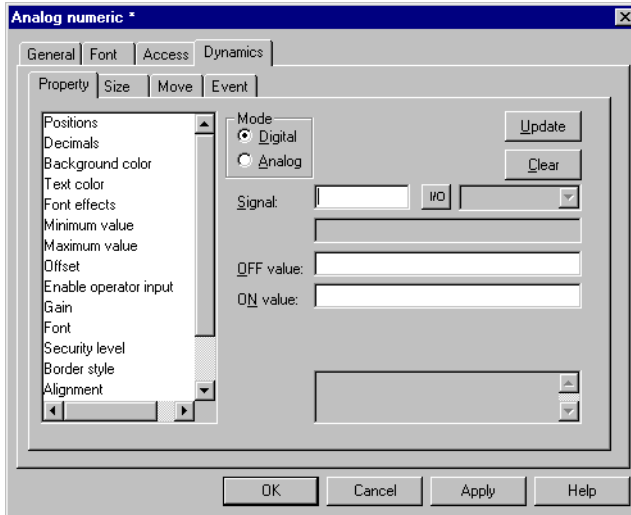 Analog numeric *
General Font Access Dynamics
Property Size Move Event
Positions
Decimals
Background color
Text color
Font effects
Minimum value
Maximum value
Offset
Enable operator input
Gain
Font
Security level
Border style
Alignment
Mode
Digital
Analog
Update
Clear
Signal: I/O
OFF value:
ON value:
OK Cancel Apply Help